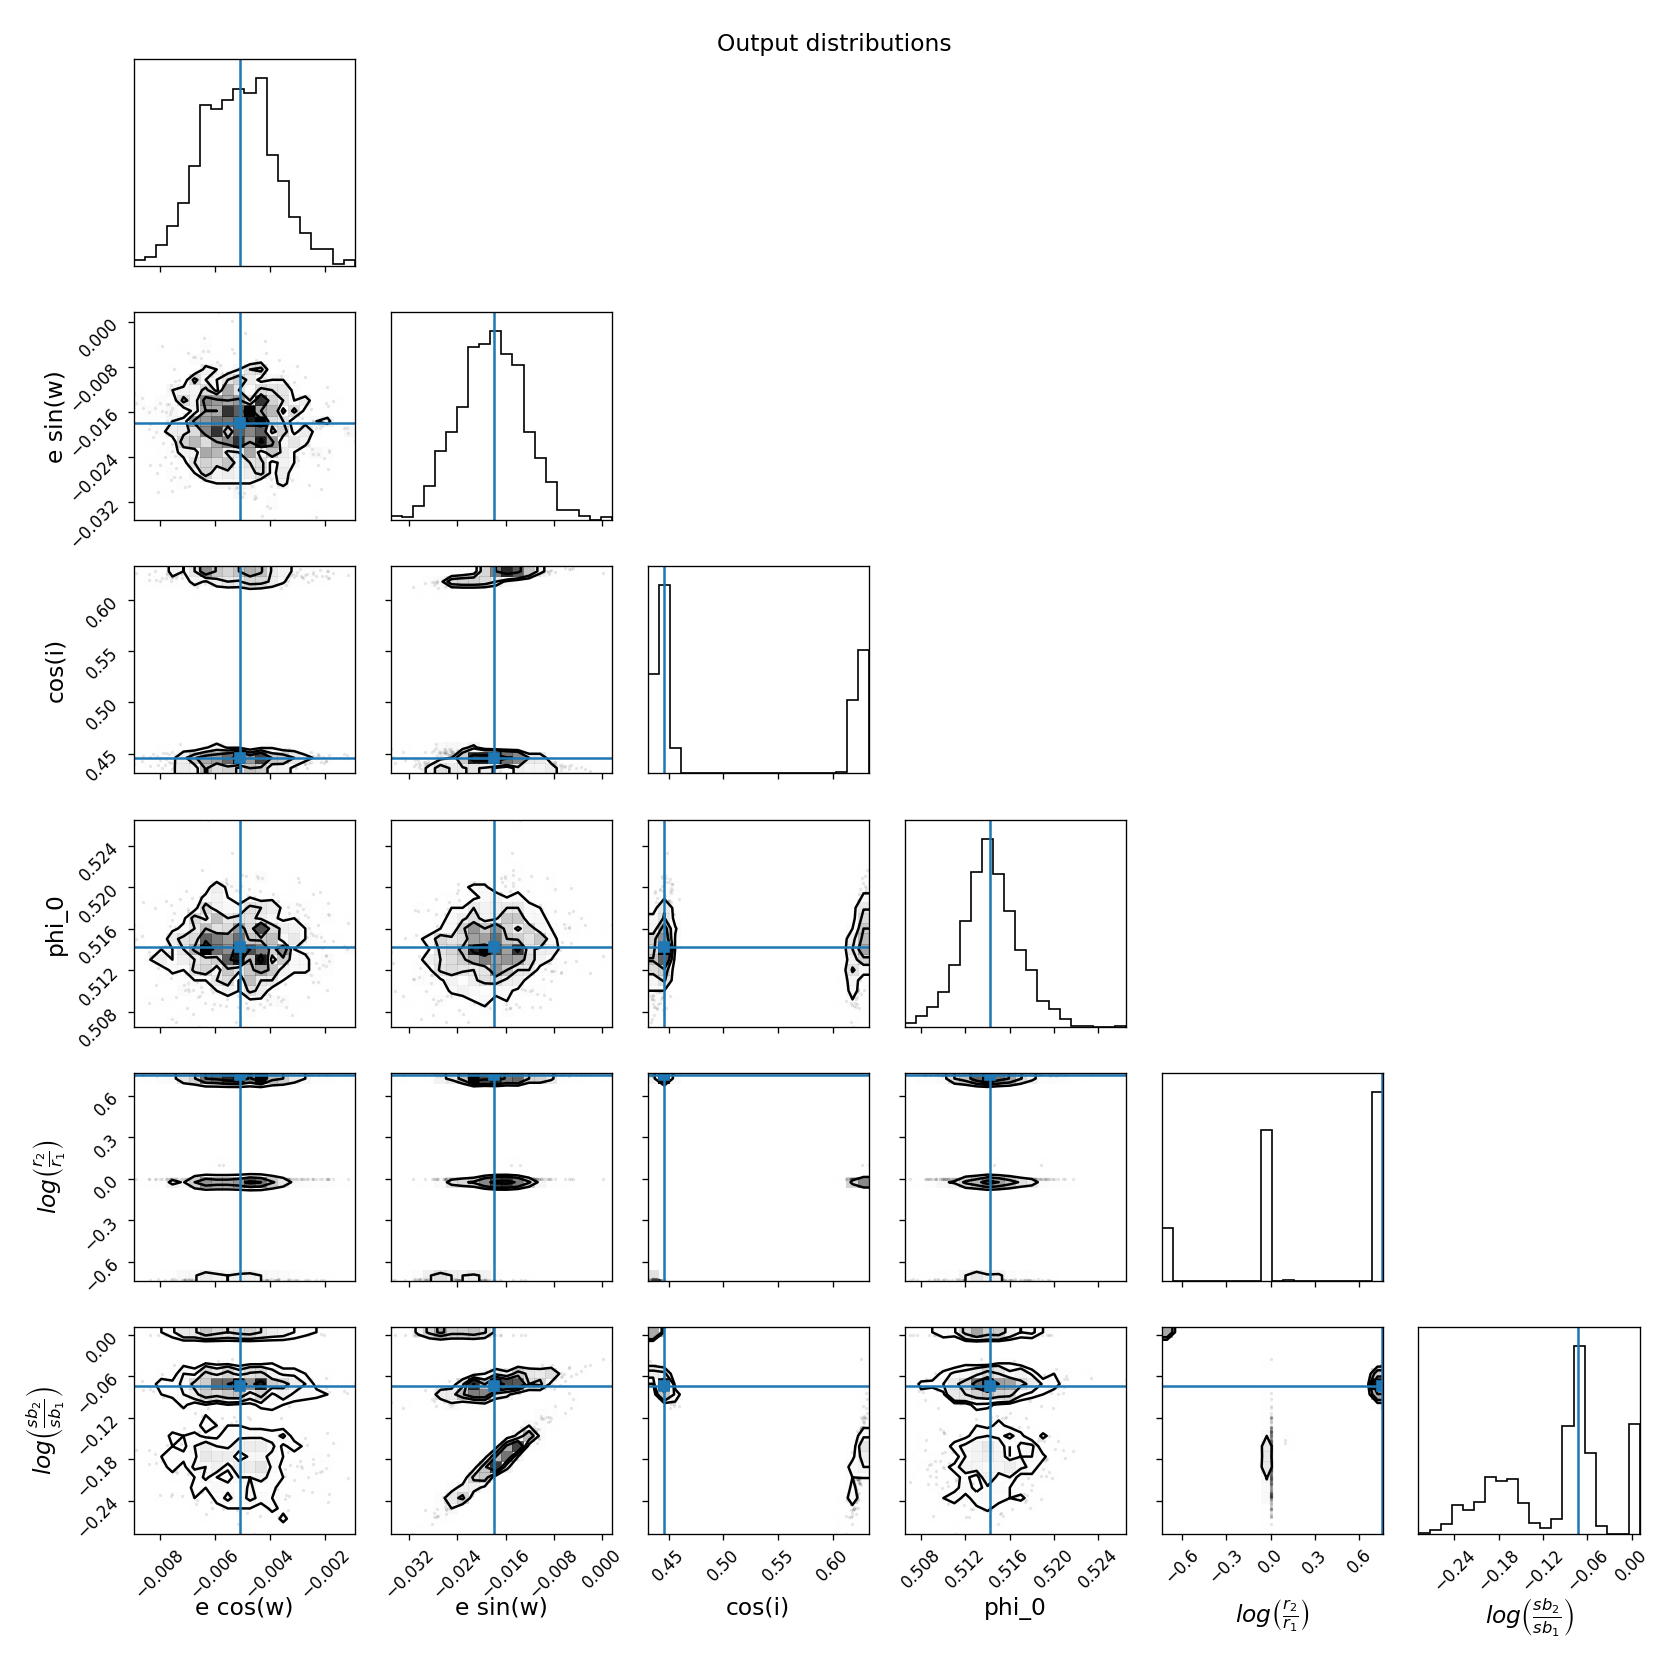 Output distributions
0.000
−0.008
−0.016
−0.024
−0.032
e sin(w)
0.60
0.55
0.50
0.45
cos(i)
0.524
0.520
0.516
0.512
0.508
phi_0
0.6
0.3
0.0
−0.3
−0.6
log(r₂/r₁)
0.00
−0.06
−0.12
−0.18
−0.24
log(sb₂/sb₁)
−0.008 −0.006 −0.004 −0.002
e cos(w)
−0.032 −0.024 −0.016 −0.008 0.000
e sin(w)
0.45 0.50 0.55 0.60
cos(i)
0.508 0.512 0.516 0.520 0.524
phi_0
−0.6 −0.3 0.0 0.3 0.6
log(r₂/r₁)
−0.24 −0.18 −0.12 −0.06 0.00
log(sb₂/sb₁)